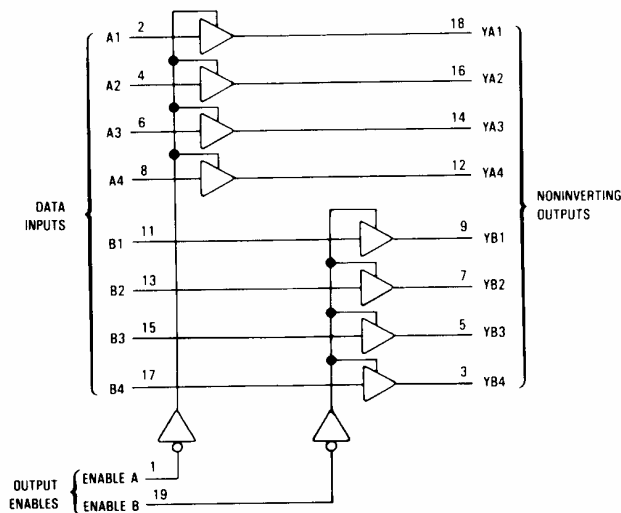 A1 2 18 YA1
A2 4 16 YA2
A3 6 14 YA3
A4 8 12 YA4
DATA
INPUTS
NONINVERTING
OUTPUTS
B1 11 9 YB1
B2 13 7 YB2
B3 15 5 YB3
B4 17 3 YB4
OUTPUT
ENABLES
ENABLE A 1
ENABLE B 19